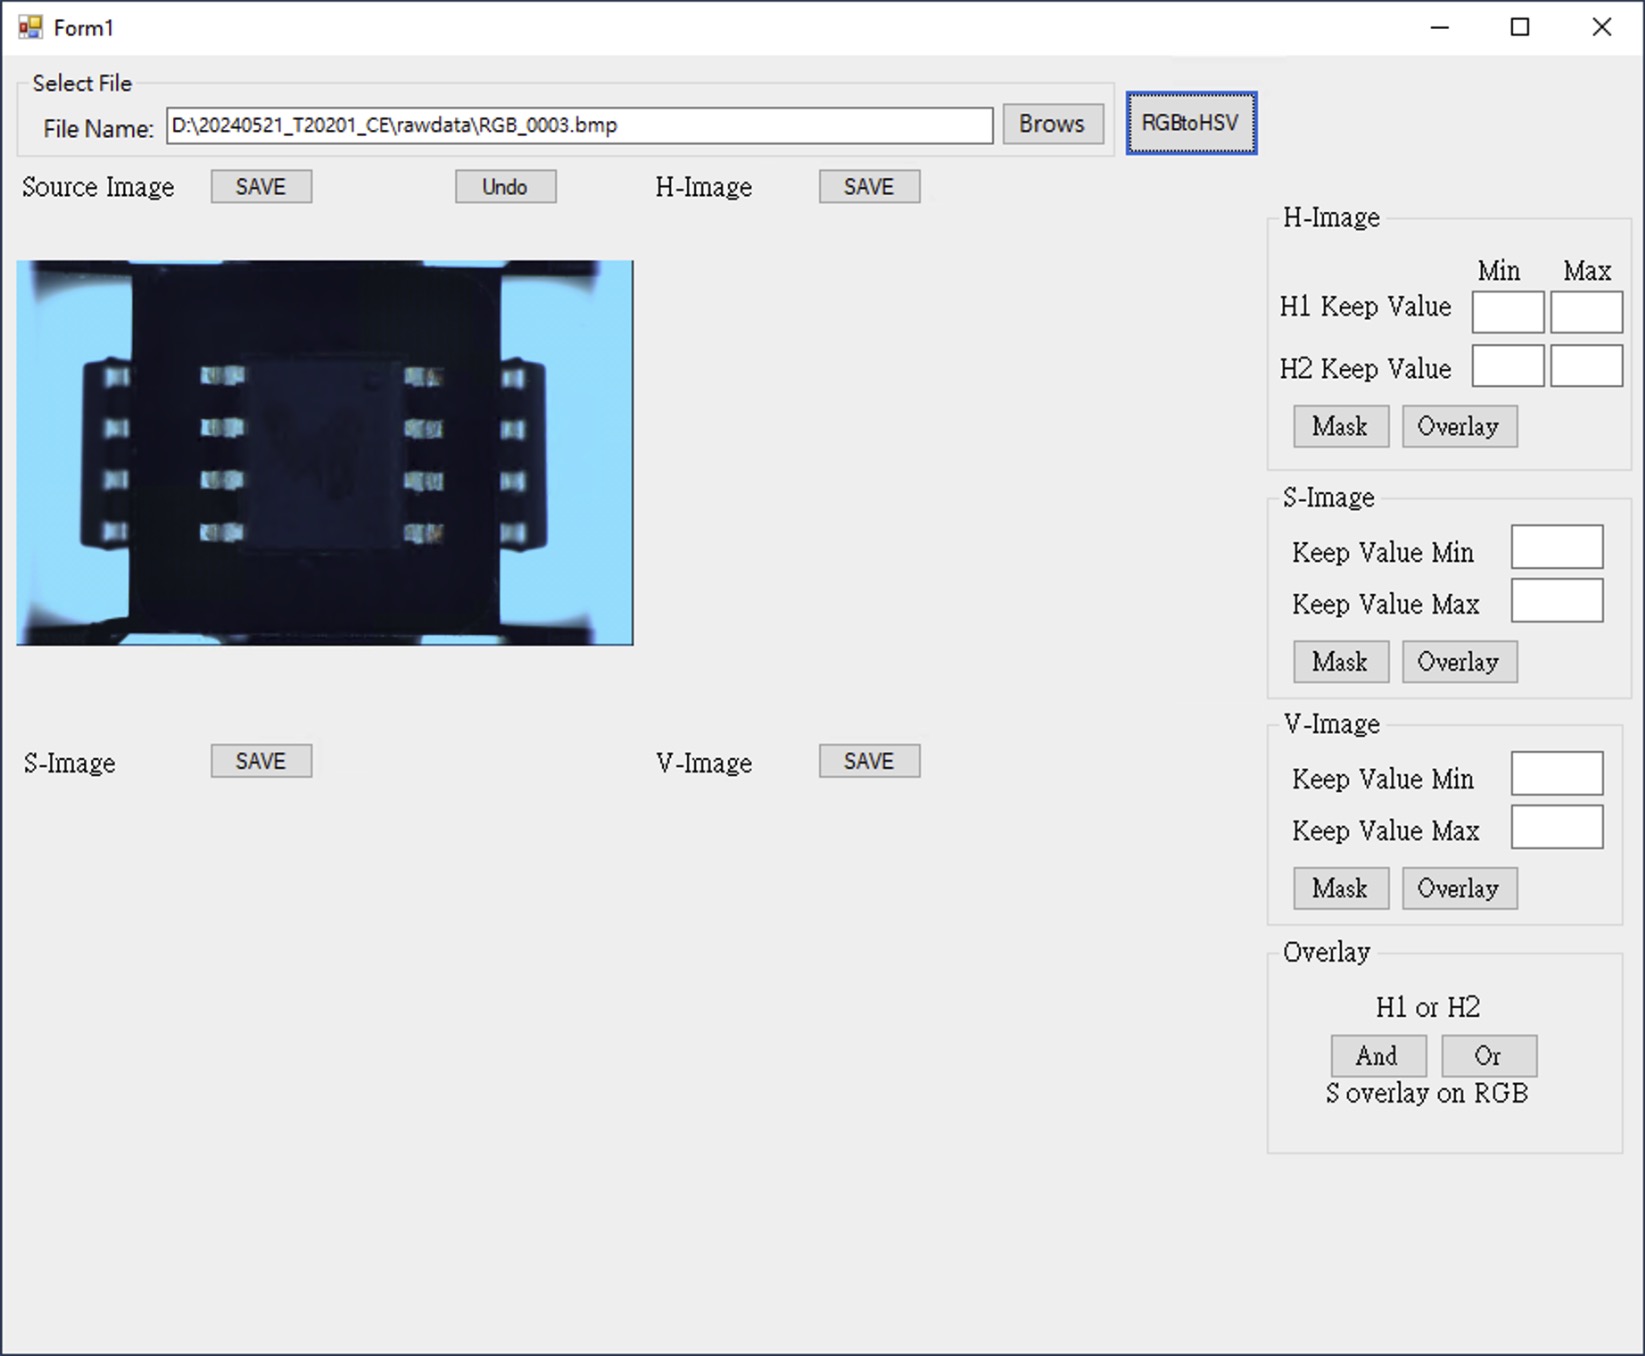 Form1
Select File
File Name: D:\20240521_T20201_CE\rawdata\RGB_0003.bmp Brows RGBtoHSV
Source Image SAVE Undo H-Image SAVE
H-Image
Min Max
H1 Keep Value
H2 Keep Value
Mask Overlay
S-Image
Keep Value Min
Keep Value Max
Mask Overlay
S-Image SAVE V-Image SAVE
V-Image
Keep Value Min
Keep Value Max
Mask Overlay
Overlay
H1 or H2
And Or
S overlay on RGB